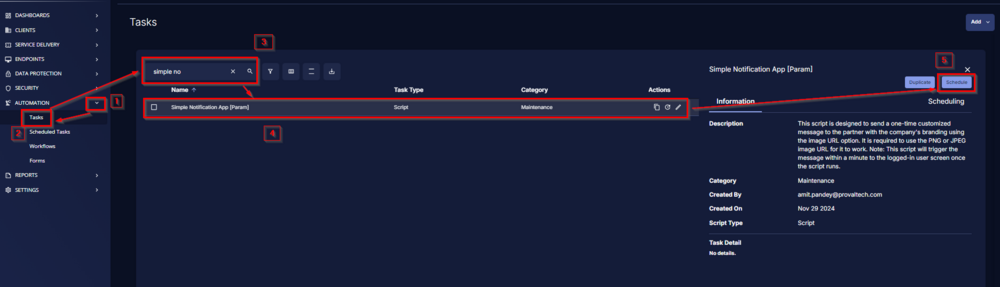 DASHBOARDS
CLIENTS
SERVICE DELIVERY
ENDPOINTS
DATA PROTECTION
SECURITY
AUTOMATION
1
Tasks
2
Scheduled Tasks
Workflows
Forms
REPORTS
SETTINGS
Tasks
Add
3
simple no
Name ↑
Task Type
Category
Actions
Simple Notification App [Param]
Script
Maintenance
4
5
Simple Notification App [Param]
Duplicate
Schedule
Information
Scheduling
Description
This script is designed to send a one-time customized
message to the partner with the company's branding using
the image URL option. It is required to use the PNG or JPEG
image URL for it to work. Note: This script will trigger the
message within a minute to the logged-in user screen once
the script runs.
Category
Maintenance
Created By
amit.pandey@provaltech.com
Created On
Nov 29 2024
Script Type
Script
Task Detail
No details.